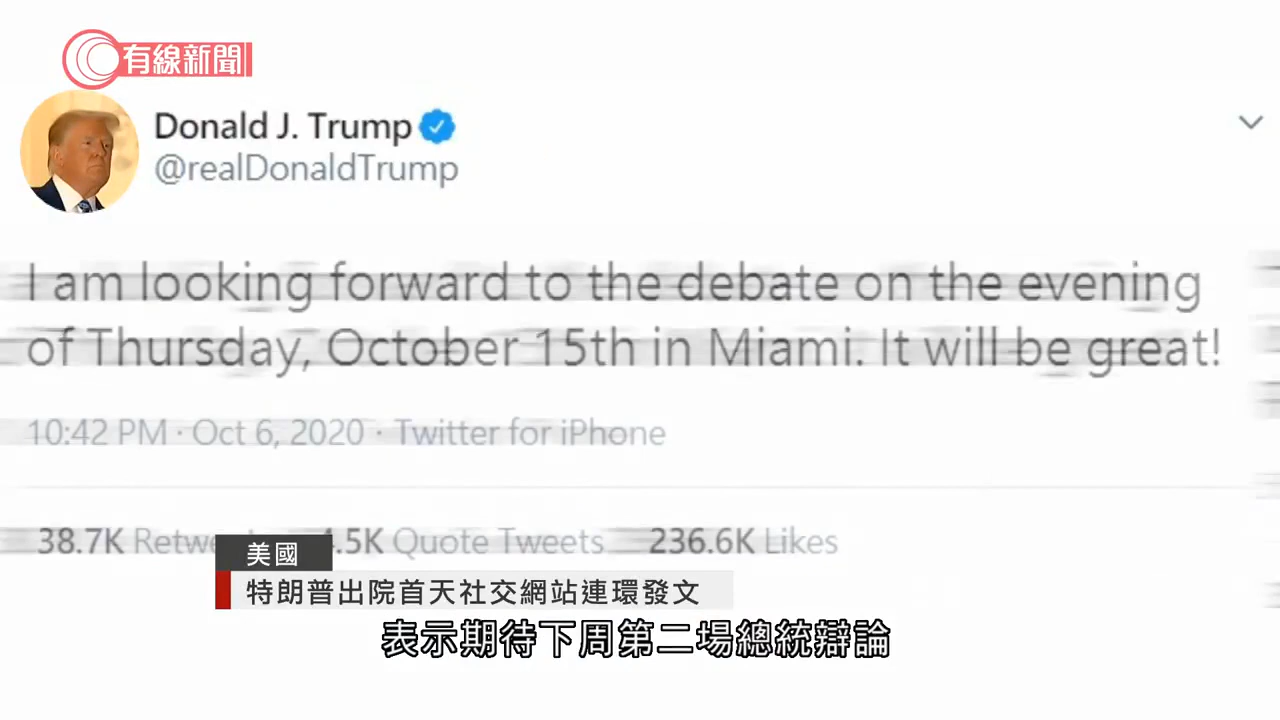 有線新聞
Donald J. Trump
@realDonaldTrump
I am looking forward to the debate on the evening
of Thursday, October 15th in Miami. It will be great!
10:42 PM · Oct 6, 2020 · Twitter for iPhone
38.7K .5K Quote Tweets 236.6K Likes
美國
特朗普出院首天社交網站連環發文
表示期待下周第二場總統辯論